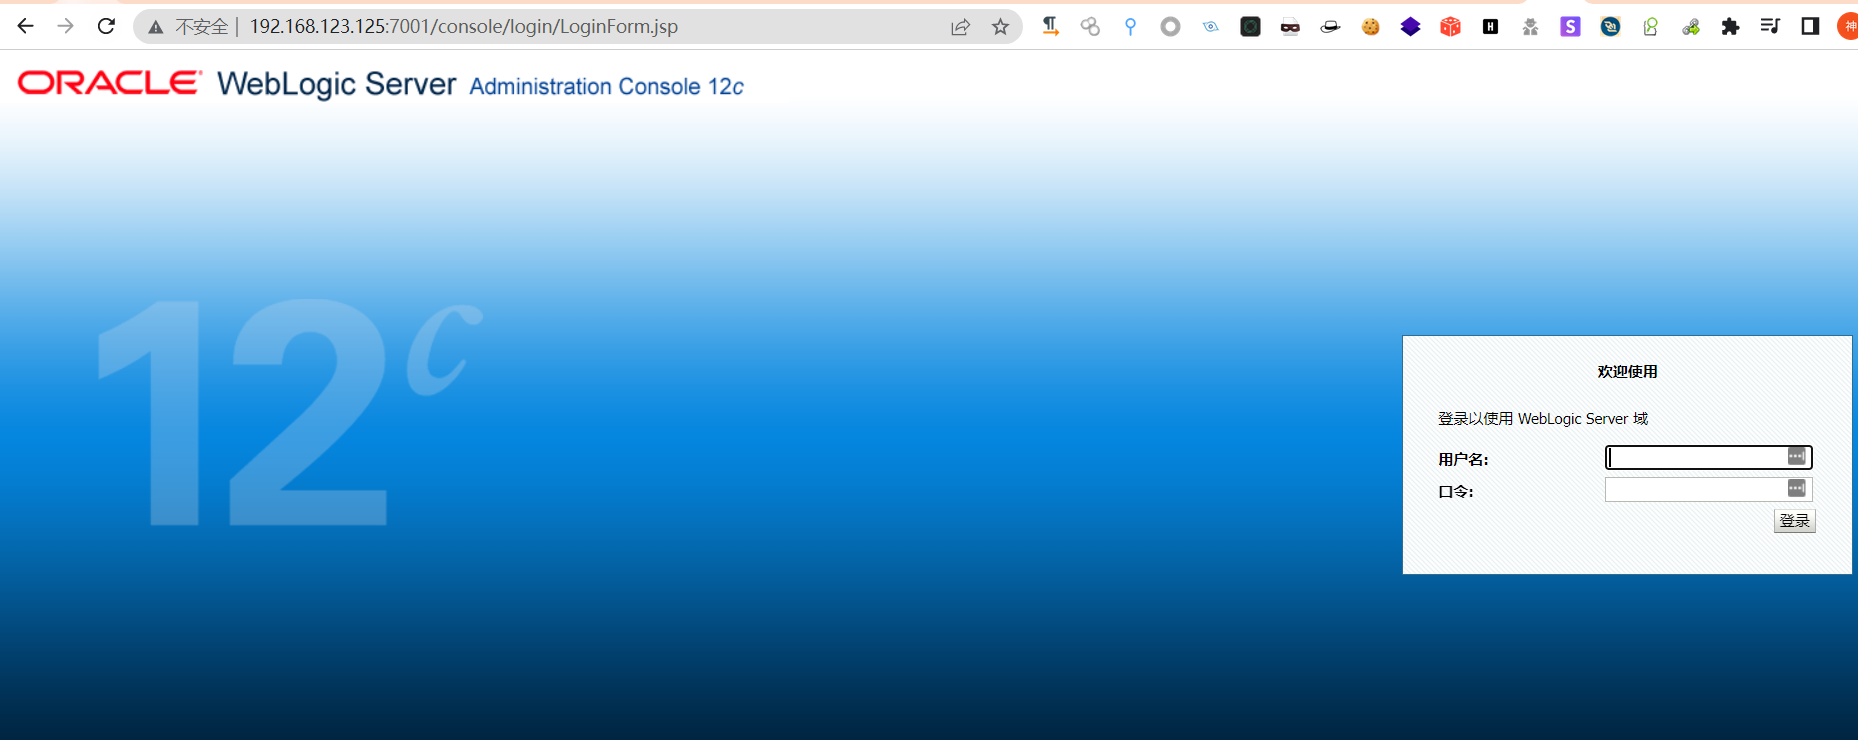 不安全 | 192.168.123.125:7001/console/login/LoginForm.jsp
H S 神
ORACLE WebLogic Server Administration Console 12c
12c
欢迎使用
登录以使用 WebLogic Server 域
用户名:
口令:
登录